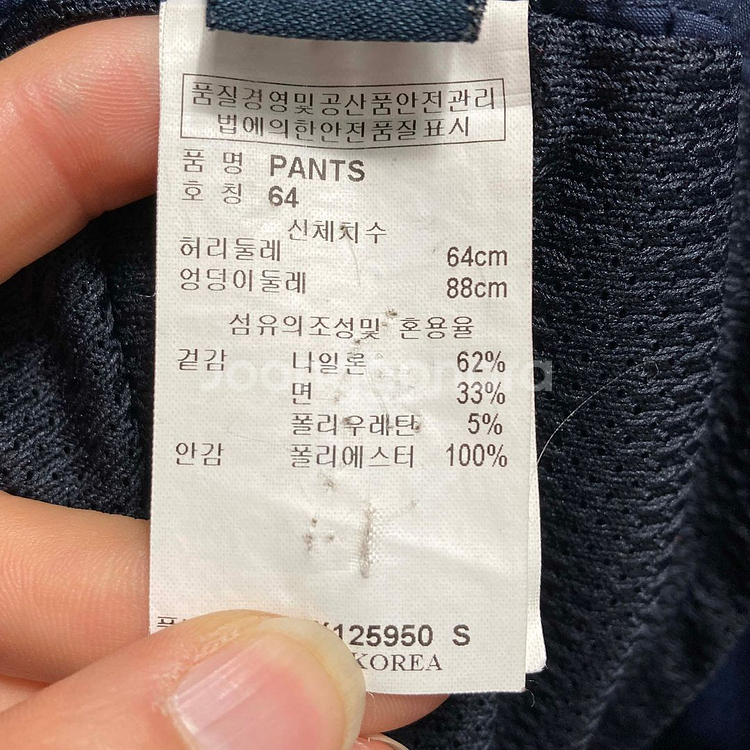 품질경영및공산품안전관리
법에의한안전품질표시
품 명 PANTS
호 칭 64
신체치수
허리둘레 64cm
엉덩이둘레 88cm
섬유의조성및 혼용율
겉감 나일론 62%
면 33%
폴리우레탄 5%
안감 폴리에스터 100%
125950 S
KOREA